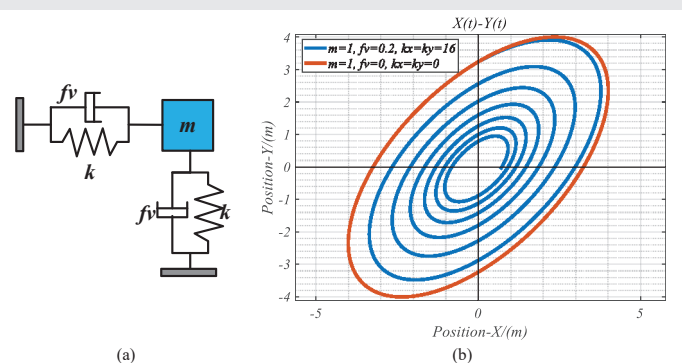 fv
m
k
fv
k
(a)
X(t)-Y(t)
m=1, fv=0.2, kx=ky=16
m=1, fv=0, kx=ky=0
Position-Y/(m)
4
3
2
1
0
-1
-2
-3
-4
-5
0
5
Position-X/(m)
(b)